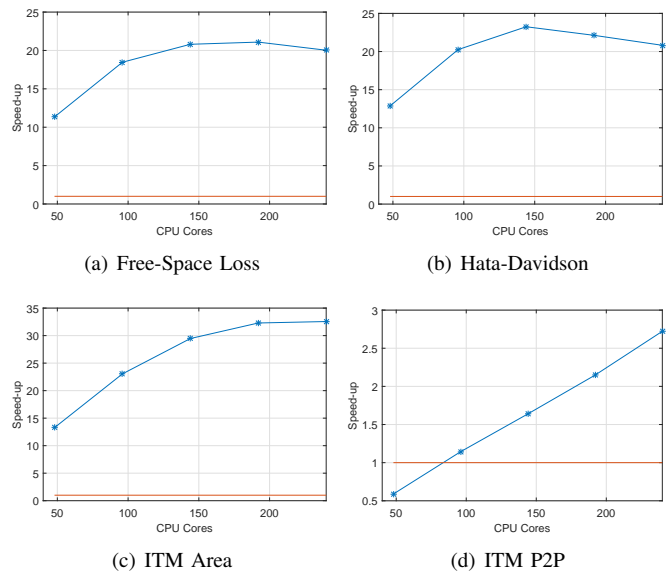 25
20
15
10
5
0
Speed-up
50 100 150 200
CPU Cores
(a) Free-Space Loss
25
20
15
10
5
0
Speed-up
50 100 150 200
CPU Cores
(b) Hata-Davidson
35
30
25
20
15
10
5
0
Speed-up
50 100 150 200
CPU Cores
(c) ITM Area
3
2.5
2
1.5
1
0.5
Speed-up
50 100 150 200
CPU Cores
(d) ITM P2P